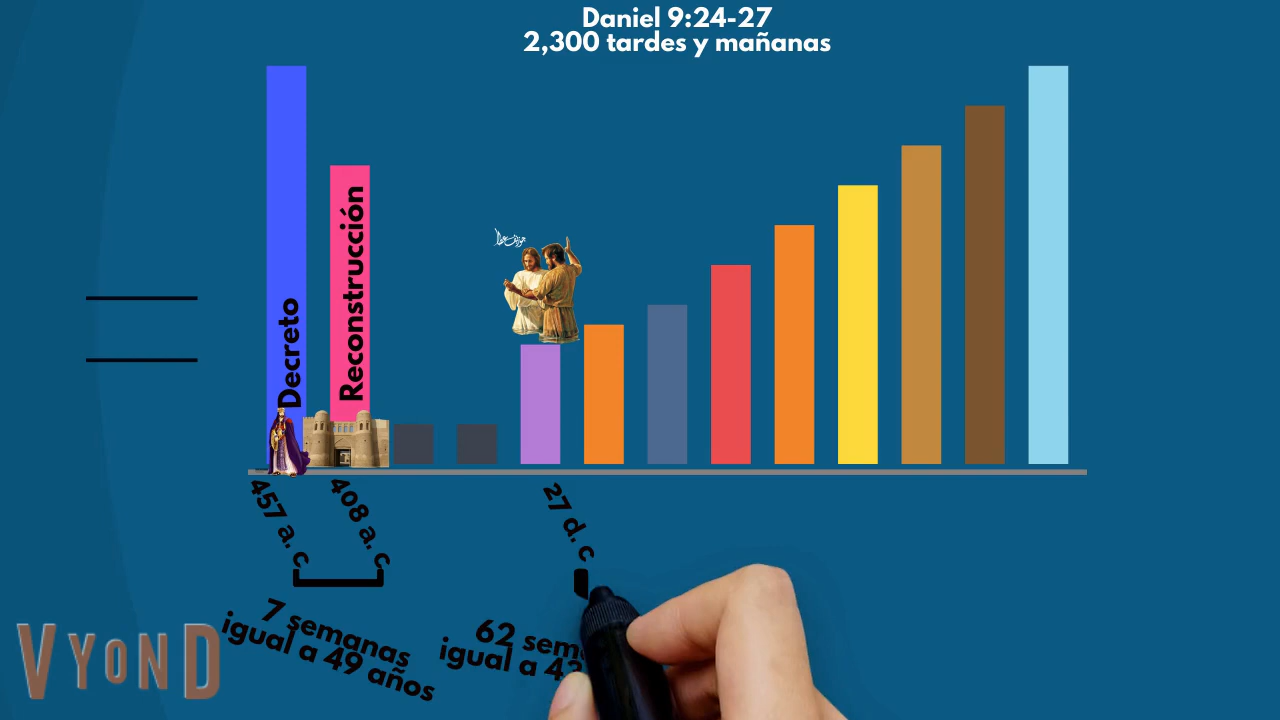 Daniel 9:24-27
2,300 tardes y mañanas
Decreto
Reconstrucción
457 a. c
408 a. c
27 d. c
7 semanas
igual a 49 años
62
igual a
VYOND